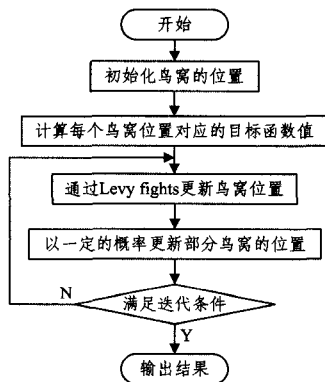 开始
初始化鸟窝的位置
计算每个鸟窝位置对应的目标函数值
通过Levy fights更新鸟窝位置
以一定的概率更新部分鸟窝的位置
N
满足迭代条件
Y
输出结果